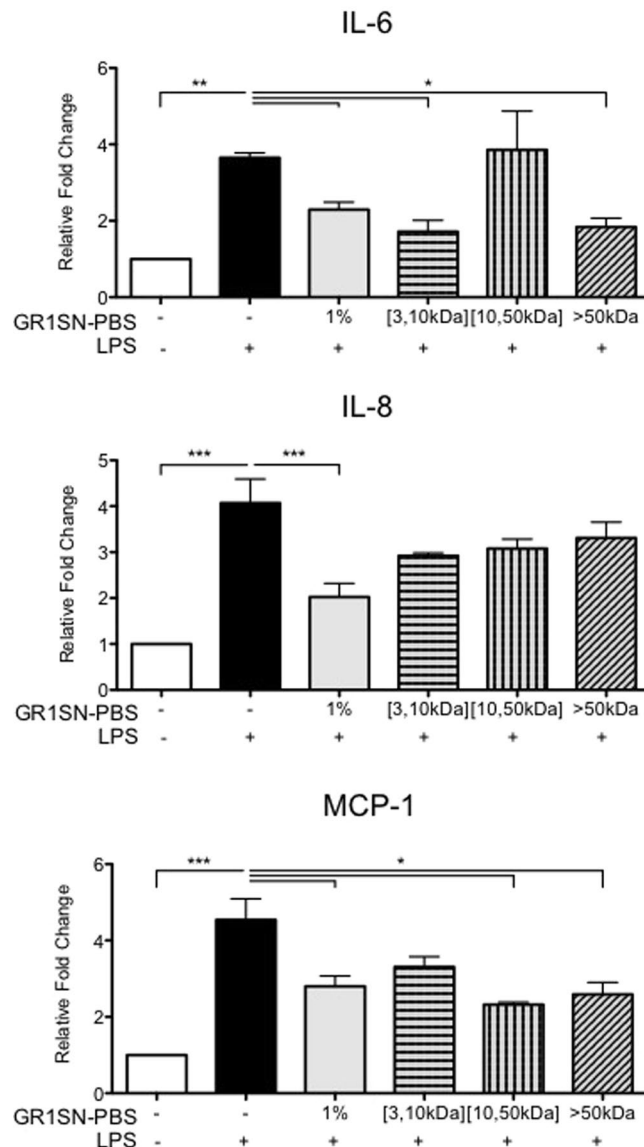 IL-6
** *
6
4
2
0
Relative Fold Change
GR1SN-PBS - - 1% [3,10kDa] [10,50kDa] >50kDa
LPS - + + + + +
IL-8
*** ***
5
4
3
2
1
0
Relative Fold Change
GR1SN-PBS - - 1% [3,10kDa] [10,50kDa] >50kDa
LPS - + + + + +
MCP-1
*** *
6
4
2
0
Relative Fold Change
GR1SN-PBS - - 1% [3,10kDa] [10,50kDa] >50kDa
LPS - + + + + +